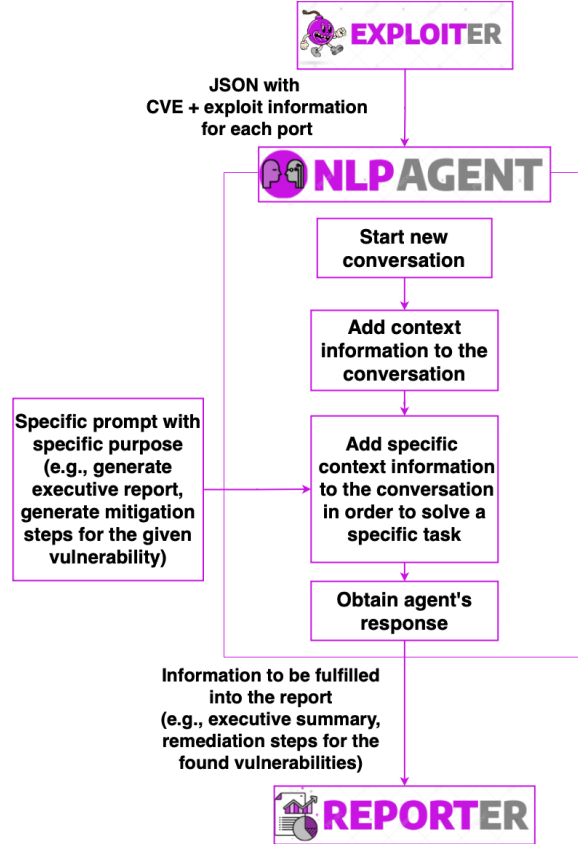 EXPLOITER
JSON with
CVE + exploit information
for each port
NLPAGENT
Start new
conversation
Add context
information to the
conversation
Specific prompt with
specific purpose
(e.g., generate
executive report,
generate mitigation
steps for the given
vulnerability)
Add specific
context information
to the conversation
in order to solve a
specific task
Obtain agent's
response
Information to be fulfilled
into the report
(e.g., executive summary,
remediation steps for the
found vulnerabilities)
REPORTER